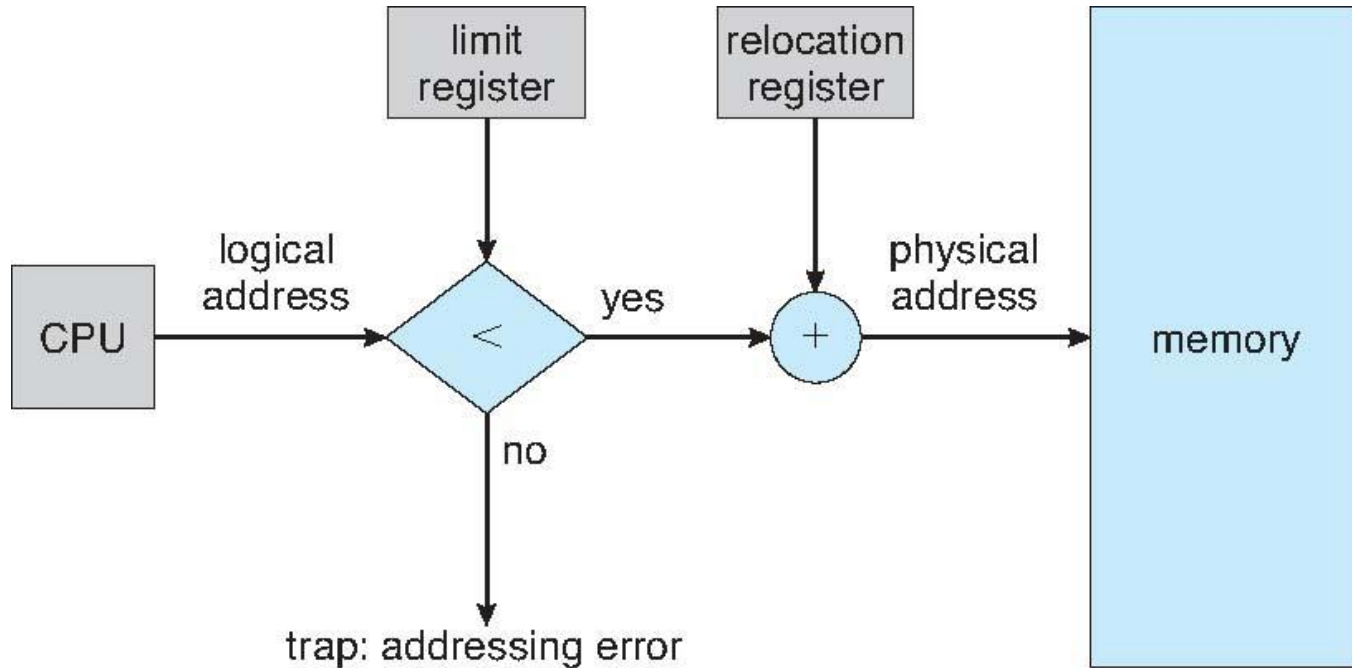 limit
register
relocation
register
logical
address
physical
address
CPU
<
yes
+
memory
no
trap: addressing error